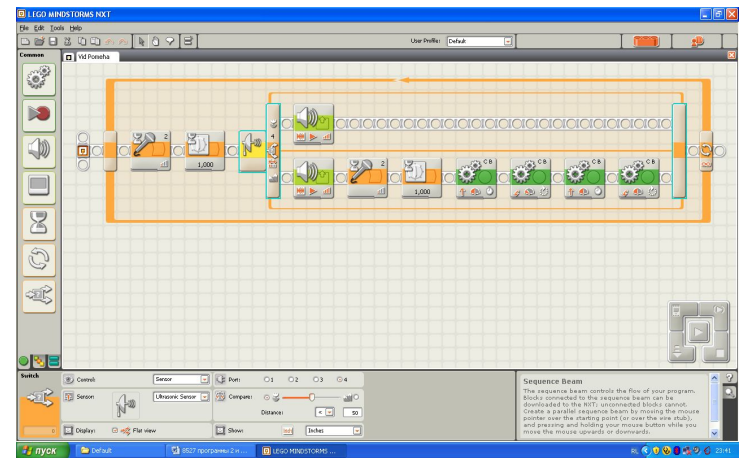 LEGO MINDSTORMS NXT
File Edit Tools Help
User Profile: Default
Common
Vid Pomeha
2
1,000
4
2
1,000
C B
C B
C B
C B
Switch
Control:
Sensor
Port:
1 2 3 4
Sensor:
Ultrasonic Sensor
Compare:
Distance:
<
50
Display:
Flat view
Show:
Inches
0
Sequence Beam
The sequence beam controls the flow of your program.
Blocks connected to the sequence beam can be
downloaded to the NXT; unconnected blocks cannot.
Create a parallel sequence beam by moving the mouse
pointer over the starting point (or over the wire stub),
and pressing and holding your mouse button while you
move the mouse upwards or downwards.
?
пуск
Default
8527 программа 2 и ...
LEGO MINDSTORMS ...
23:41